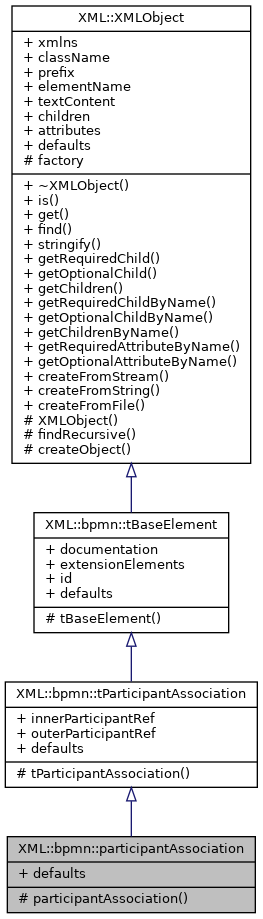 XML::XMLObject
+ xmlns
+ className
+ prefix
+ elementName
+ textContent
+ children
+ attributes
+ defaults
# factory
+ ~XMLObject()
+ is()
+ get()
+ find()
+ stringify()
+ getRequiredChild()
+ getOptionalChild()
+ getChildren()
+ getRequiredChildByName()
+ getOptionalChildByName()
+ getChildrenByName()
+ getRequiredAttributeByName()
+ getOptionalAttributeByName()
+ createFromStream()
+ createFromString()
+ createFromFile()
# XMLObject()
# findRecursive()
# createObject()
XML::bpmn::tBaseElement
+ documentation
+ extensionElements
+ id
+ defaults
# tBaseElement()
XML::bpmn::tParticipantAssociation
+ innerParticipantRef
+ outerParticipantRef
+ defaults
# tParticipantAssociation()
XML::bpmn::participantAssociation
+ defaults
# participantAssociation()